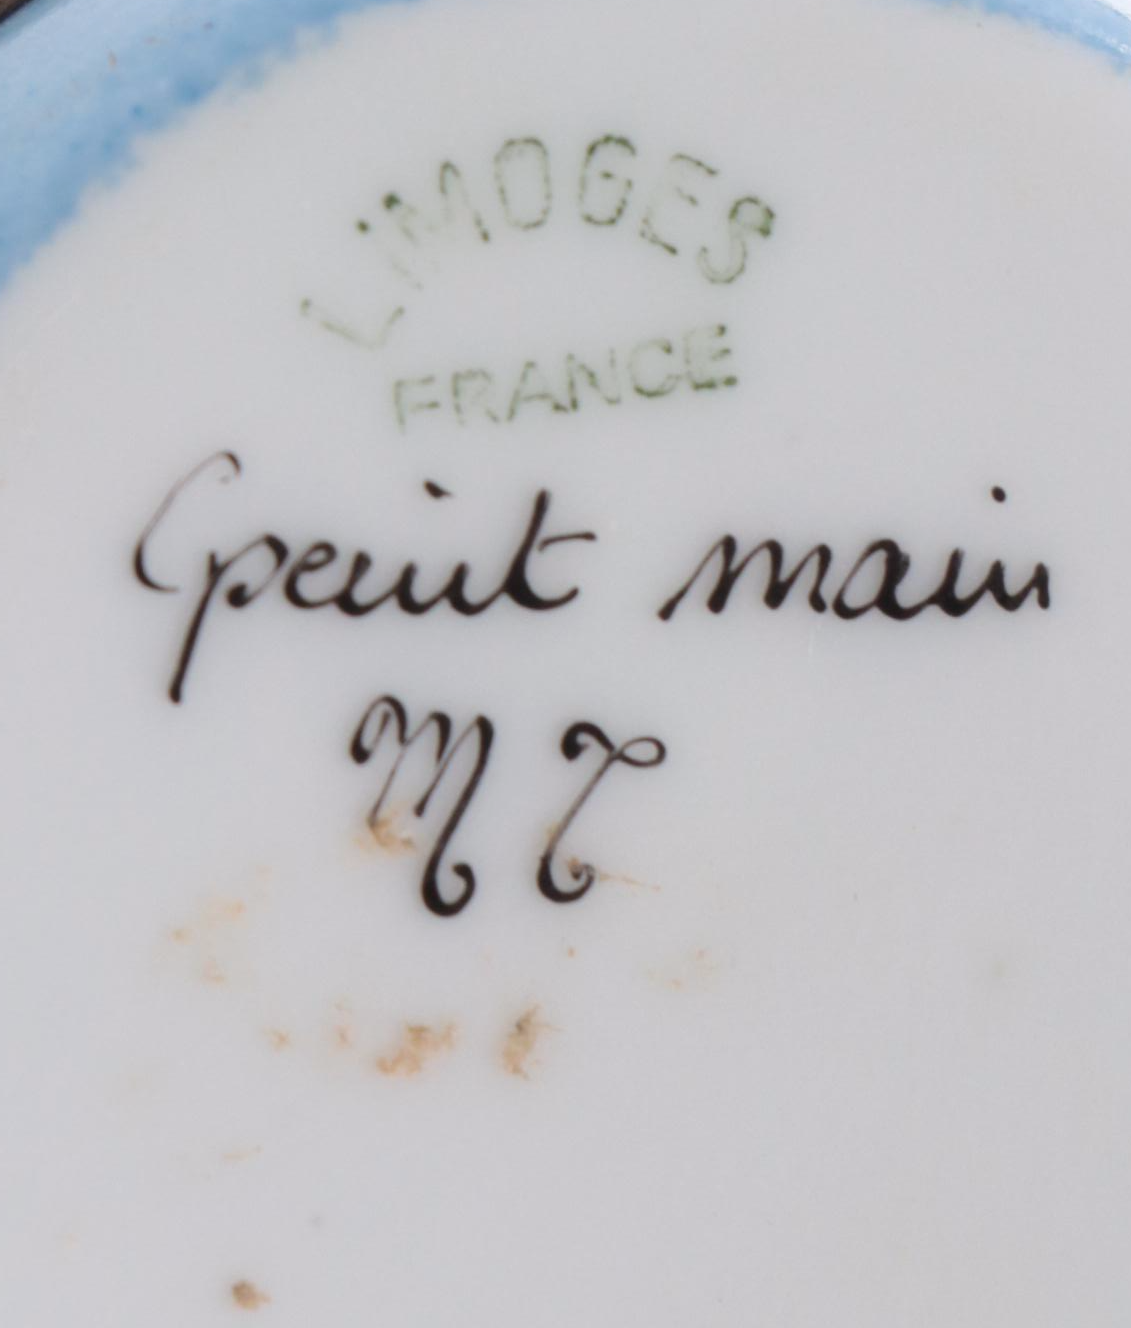 LIMOGES
FRANCE
peint main
MT